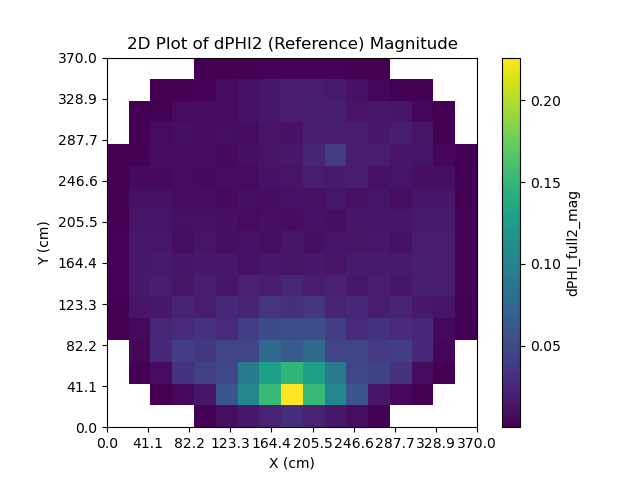 2D Plot of dPHI2 (Reference) Magnitude
370.0
328.9
287.7
246.6
205.5
164.4
123.3
82.2
41.1
0.0
Y (cm)
0.0 41.1 82.2 123.3 164.4 205.5 246.6 287.7 328.9 370.0
X (cm)
0.20
0.15
0.10
0.05
dPHI_full2_mag